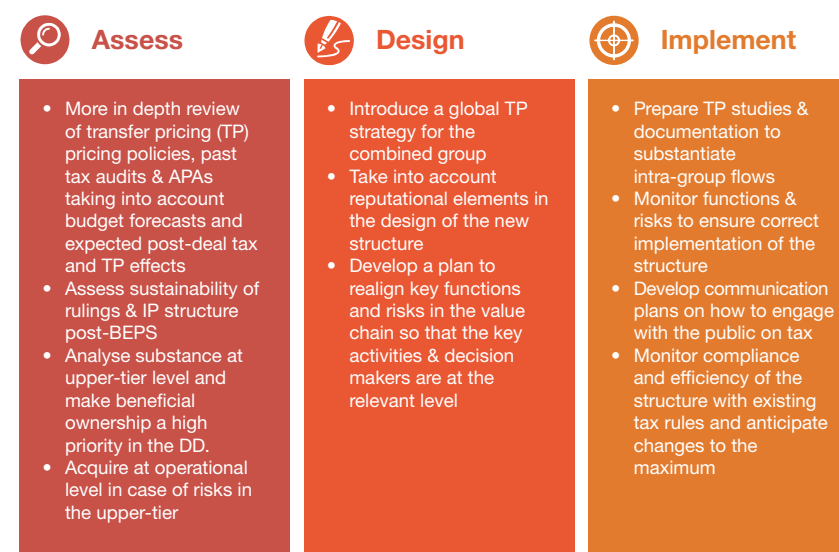 Assess
• More in depth review
of transfer pricing (TP)
pricing policies, past
tax audits & APAs
taking into account
budget forecasts and
expected post-deal tax
and TP effects
• Assess sustainability of
rulings & IP structure
post-BEPS
• Analyse substance at
upper-tier level and
make beneficial
ownership a high
priority in the DD.
• Acquire at operational
level in case of risks in
the upper-tier
Design
• Introduce a global TP
strategy for the
combined group
• Take into account
reputational elements in
the design of the new
structure
• Develop a plan to
realign key functions
and risks in the value
chain so that the key
activities & decision
makers are at the
relevant level
Implement
• Prepare TP studies &
documentation to
substantiate
intra-group flows
• Monitor functions &
risks to ensure correct
implementation of the
structure
• Develop communication
plans on how to engage
with the public on tax
• Monitor compliance
and efficiency of the
structure with existing
tax rules and anticipate
changes to the
maximum